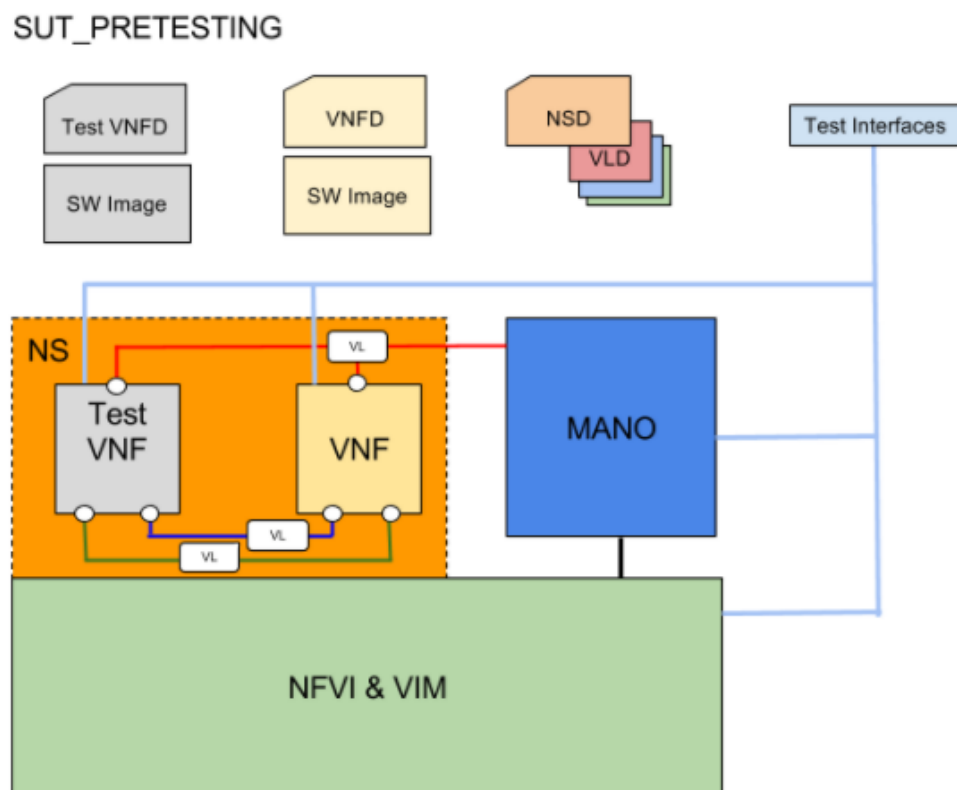 SUT_PRETESTING
Test VNFD
SW Image
VNFD
SW Image
NSD
VLD
Test Interfaces
NS
VL
Test
VNF
VNF
VL
VL
MANO
NFVI & VIM